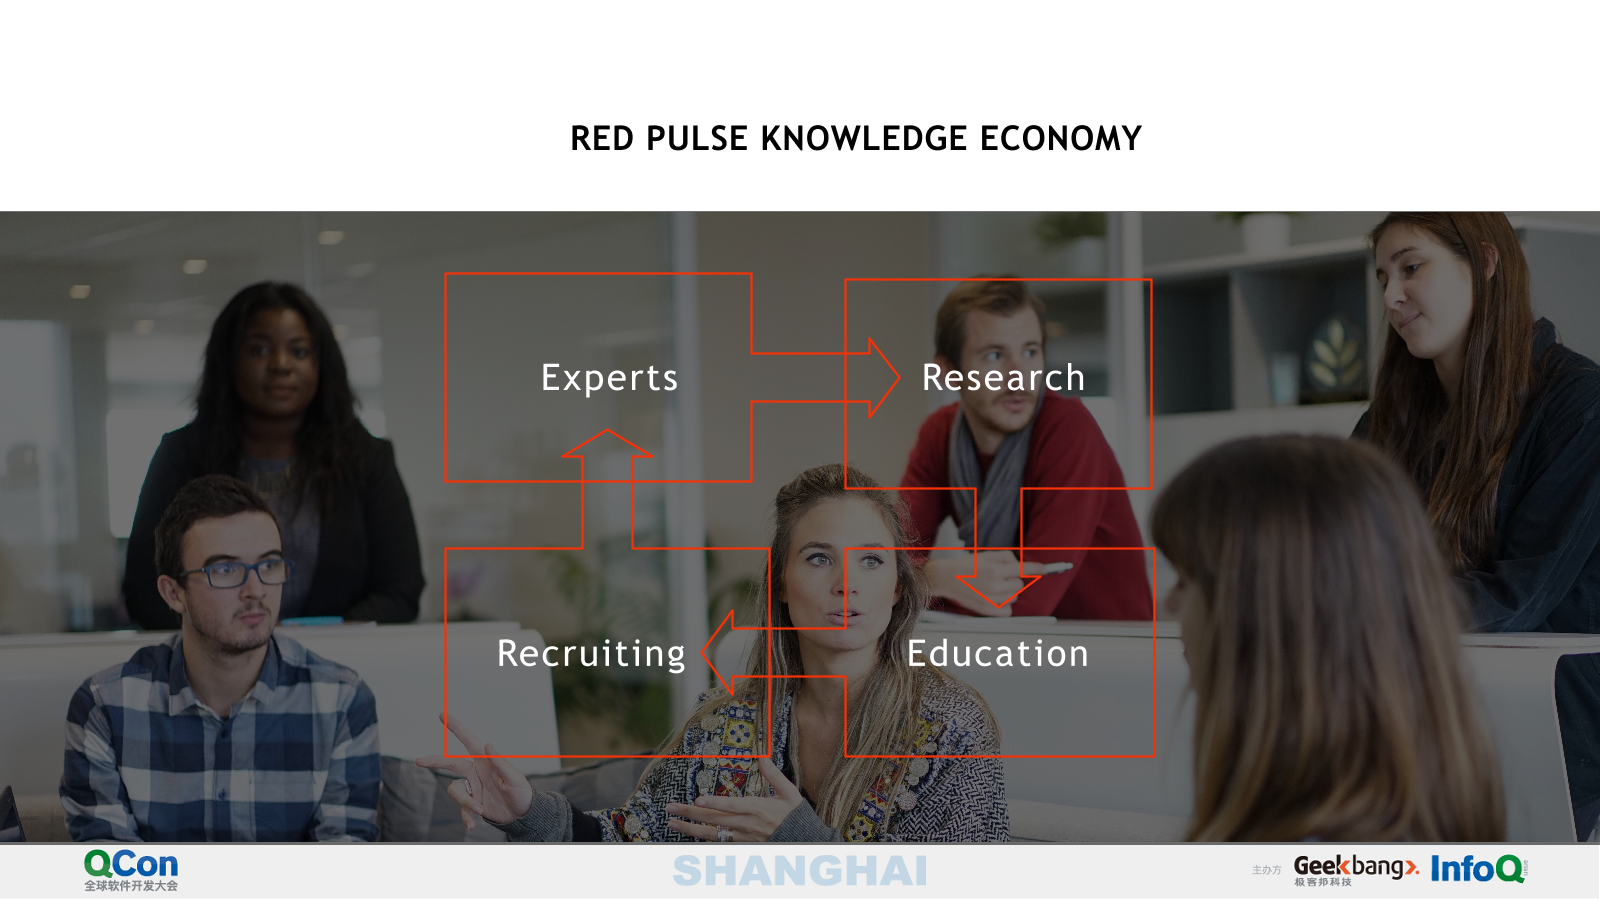 RED PULSE KNOWLEDGE ECONOMY
Experts
Research
Recruiting
Education
QCon
全球软件开发大会
SHANGHAI
主办方
Geekbang>.
极客邦科技
InfoQ